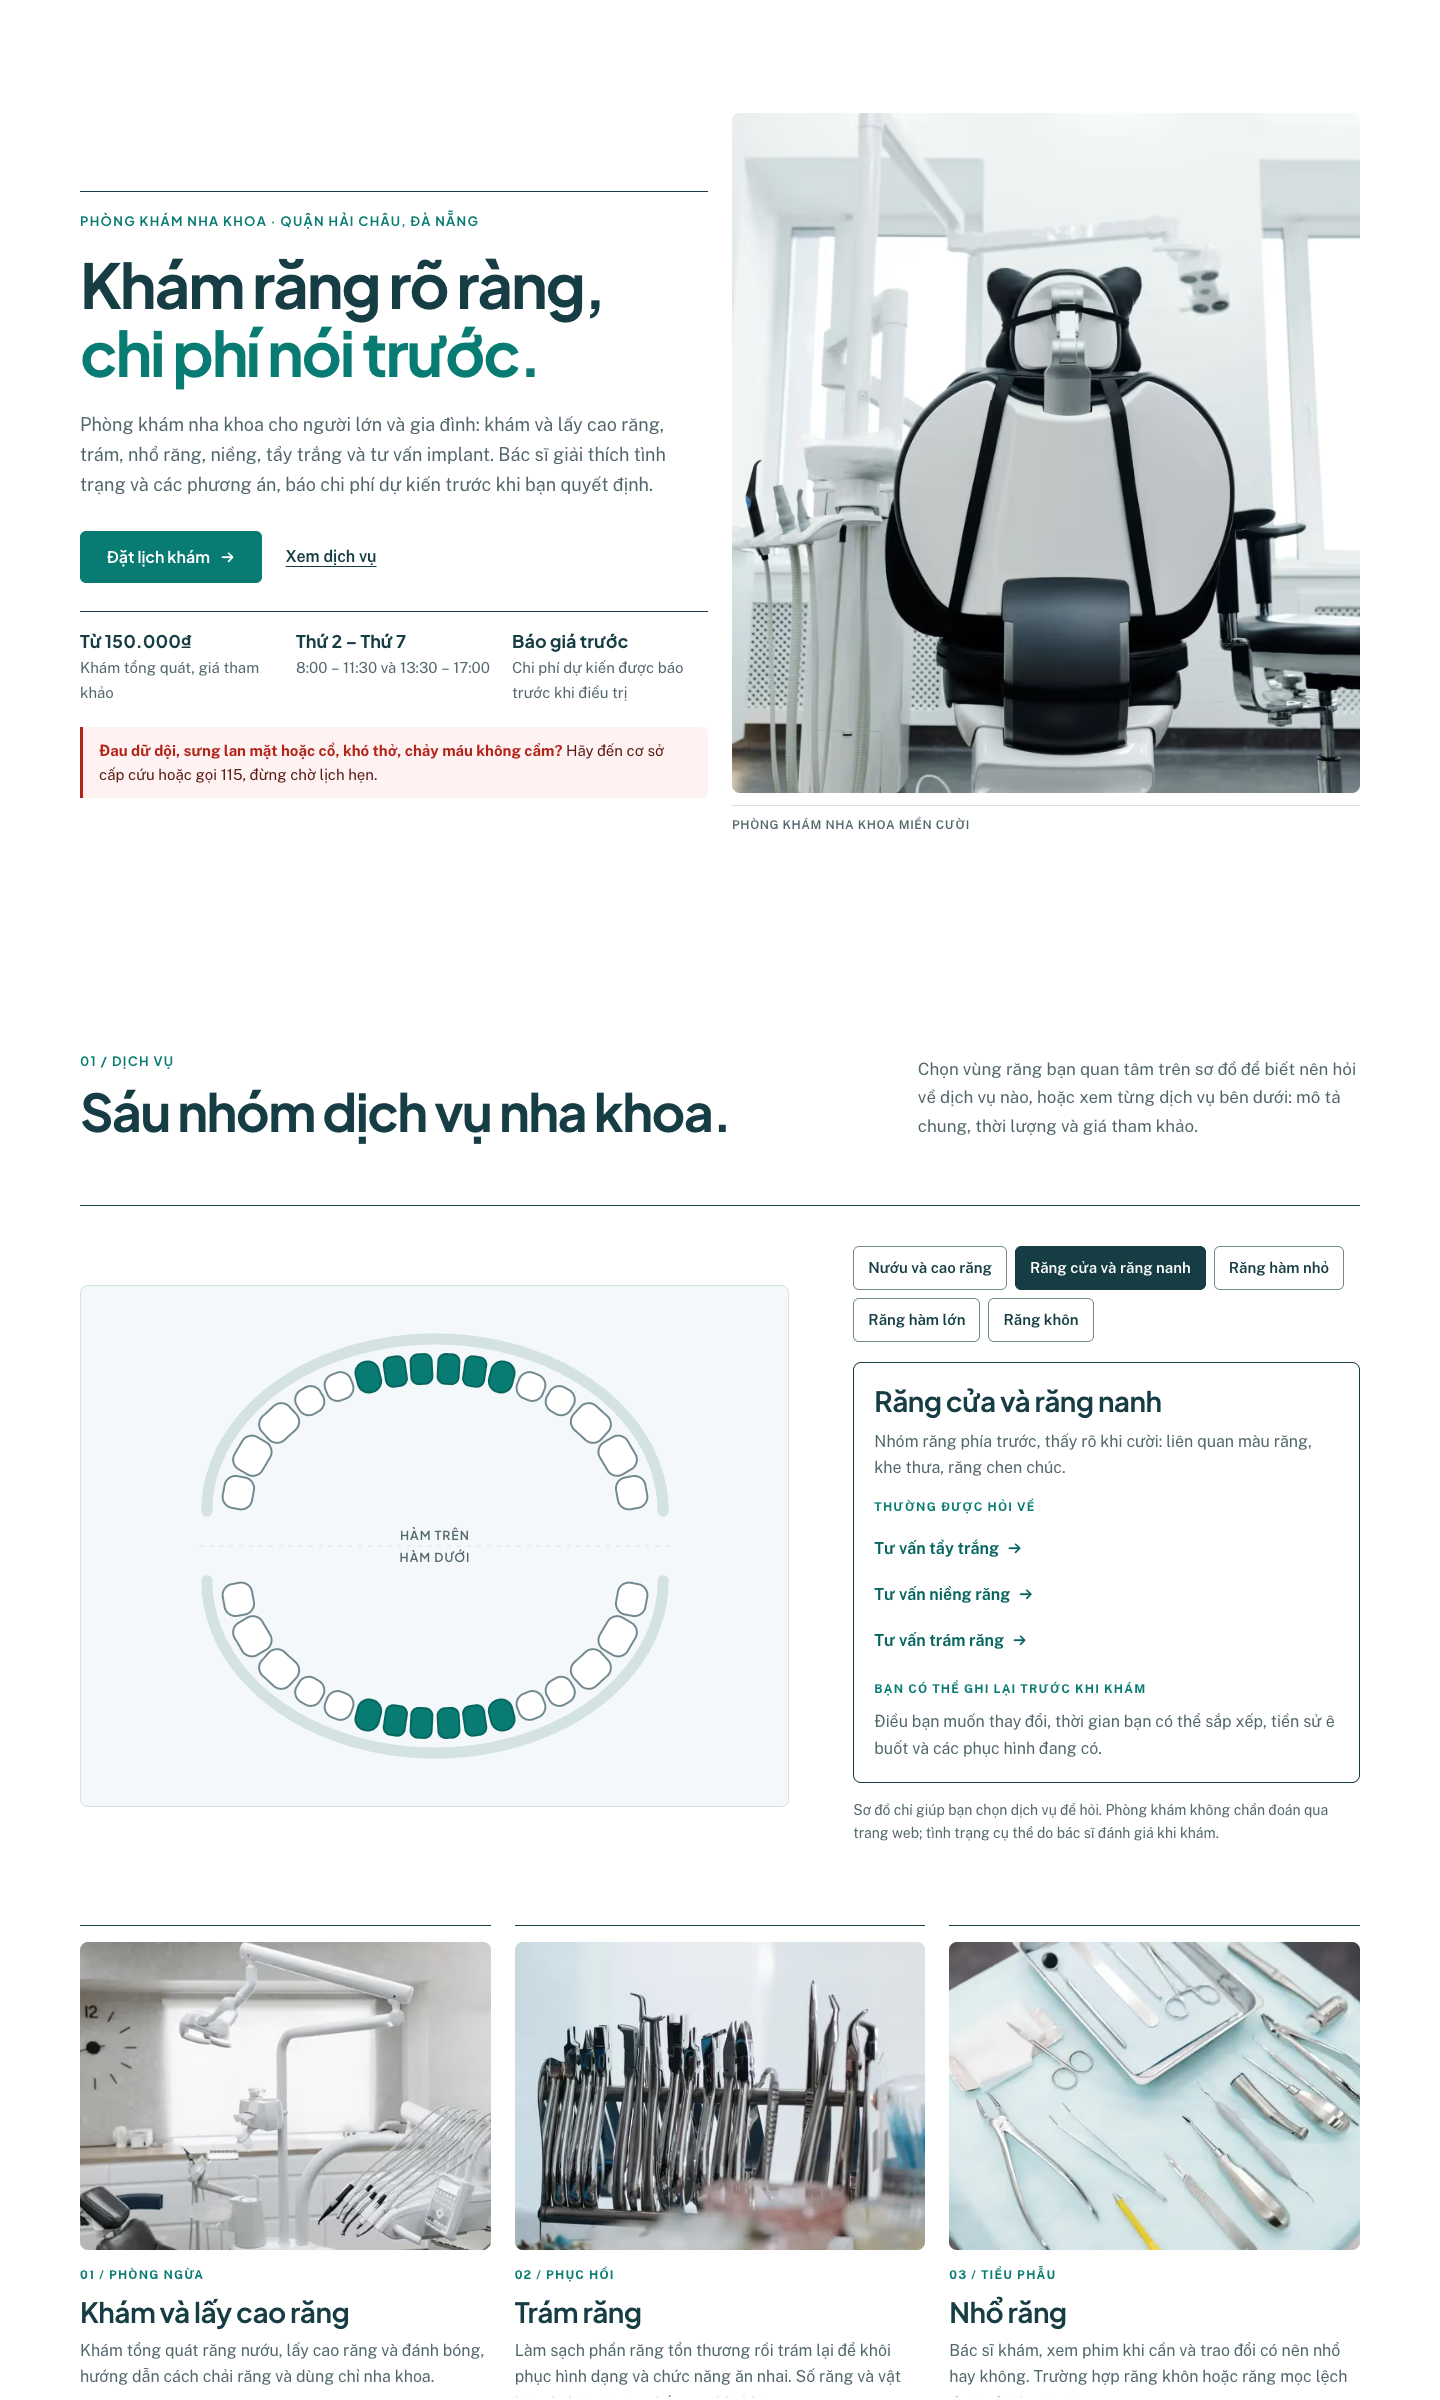 PHÒNG KHÁM NHA KHOA · QUẬN HẢI CHÂU, ĐÀ NẴNG
Khám răng rõ ràng,
chi phí nói trước.
Phòng khám nha khoa cho người lớn và gia đình: khám và lấy cao răng,
trám, nhổ răng, niềng, tẩy trắng và tư vấn implant. Bác sĩ giải thích tình
trạng và các phương án, báo chi phí dự kiến trước khi bạn quyết định.
Đặt lịch khám →
Xem dịch vụ
Từ 150.000₫
Khám tổng quát, giá tham
khảo
Thứ 2 – Thứ 7
8:00 – 11:30 và 13:30 – 17:00
Báo giá trước
Chi phí dự kiến được báo
trước khi điều trị
Đau dữ dội, sưng lan mặt hoặc cổ, khó thở, chảy máu không cầm? Hãy đến cơ sở
cấp cứu hoặc gọi 115, đừng chờ lịch hẹn.
PHÒNG KHÁM NHA KHOA MIỀN CƯỜI
01 / DỊCH VỤ
Sáu nhóm dịch vụ nha khoa.
Chọn vùng răng bạn quan tâm trên sơ đồ để biết nên hỏi
về dịch vụ nào, hoặc xem từng dịch vụ bên dưới: mô tả
chung, thời lượng và giá tham khảo.
HÀM TRÊN
HÀM DƯỚI
Nướu và cao răng
Răng cửa và răng nanh
Răng hàm nhỏ
Răng hàm lớn
Răng khôn
Răng cửa và răng nanh
Nhóm răng phía trước, thấy rõ khi cười: liên quan màu răng,
khe thưa, răng chen chúc.
THƯỜNG ĐƯỢC HỎI VỀ
Tư vấn tẩy trắng →
Tư vấn niềng răng →
Tư vấn trám răng →
BẠN CÓ THỂ GHI LẠI TRƯỚC KHI KHÁM
Điều bạn muốn thay đổi, thời gian bạn có thể sắp xếp, tiền sử ê
buốt và các phục hình đang có.
Sơ đồ chỉ giúp bạn chọn dịch vụ để hỏi. Phòng khám không chẩn đoán qua
trang web; tình trạng cụ thể do bác sĩ đánh giá khi khám.
12
01 / PHÒNG NGỪA
Khám và lấy cao răng
Khám tổng quát răng nướu, lấy cao răng và đánh bóng,
hướng dẫn cách chải răng và dùng chỉ nha khoa.
02 / PHỤC HỒI
Trám răng
Làm sạch phần răng tổn thương rồi trám lại để khôi
phục hình dạng và chức năng ăn nhai. Số răng và vật
03 / TIỂU PHẪU
Nhổ răng
Bác sĩ khám, xem phim khi cần và trao đổi có nên nhổ
hay không. Trường hợp răng khôn hoặc răng mọc lệch